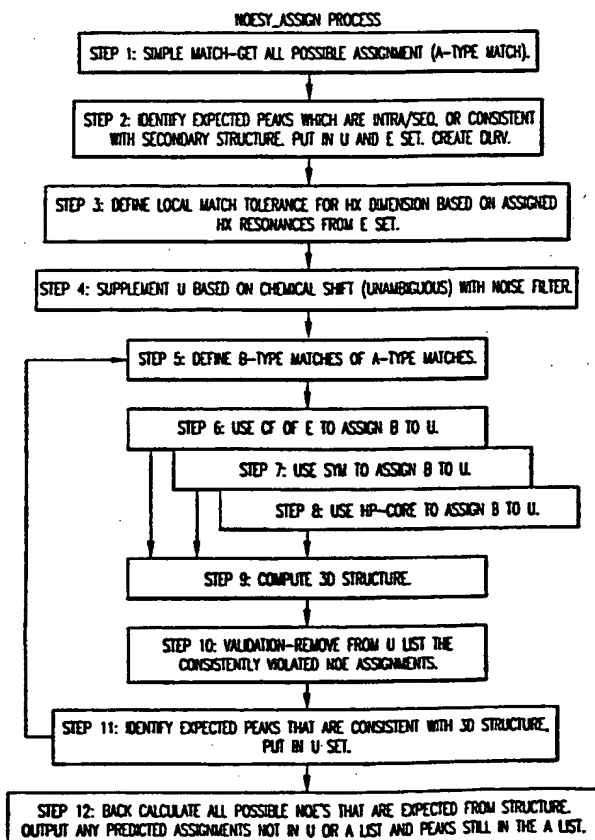 NOESY_ASSIGN PROCESS
STEP 1: SIMPLE MATCH-GET ALL POSSIBLE ASSIGNMENT (A-TYPE MATCH).
STEP 2: IDENTIFY EXPECTED PEAKS WHICH ARE INTRA/SEQ. OR CONSISTENT
WITH SECONDARY STRUCTURE. PUT IN U AND E SET. CREATE DLRV.
STEP 3: DEFINE LOCAL MATCH TOLERANCE FOR HX DIMENSION BASED ON ASSIGNED
HX RESONANCES FROM E SET.
STEP 4: SUPPLEMENT U BASED ON CHEMICAL SHIFT (UNAMBIGUOUS) WITH NOISE FILTER.
STEP 5: DEFINE B-TYPE MATCHES OF A-TYPE MATCHES.
STEP 6: USE CF OF E TO ASSIGN B TO U.
STEP 7: USE SYM TO ASSIGN B TO U.
STEP 8: USE HP-CORE TO ASSIGN B TO U.
STEP 9: COMPUTE 3D STRUCTURE.
STEP 10: VALIDATION-REMOVE FROM U LIST THE
CONSISTENTLY VIOLATED NOE ASSIGNMENTS.
STEP 11: IDENTIFY EXPECTED PEAKS THAT ARE CONSISTENT WITH 3D STRUCTURE,
PUT IN U SET.
STEP 12: BACK CALCULATE ALL POSSIBLE NOE'S THAT ARE EXPECTED FROM STRUCTURE.
OUTPUT ANY PREDICTED ASSIGNMENTS NOT IN U OR A LIST AND PEAKS STILL IN THE A LIST.